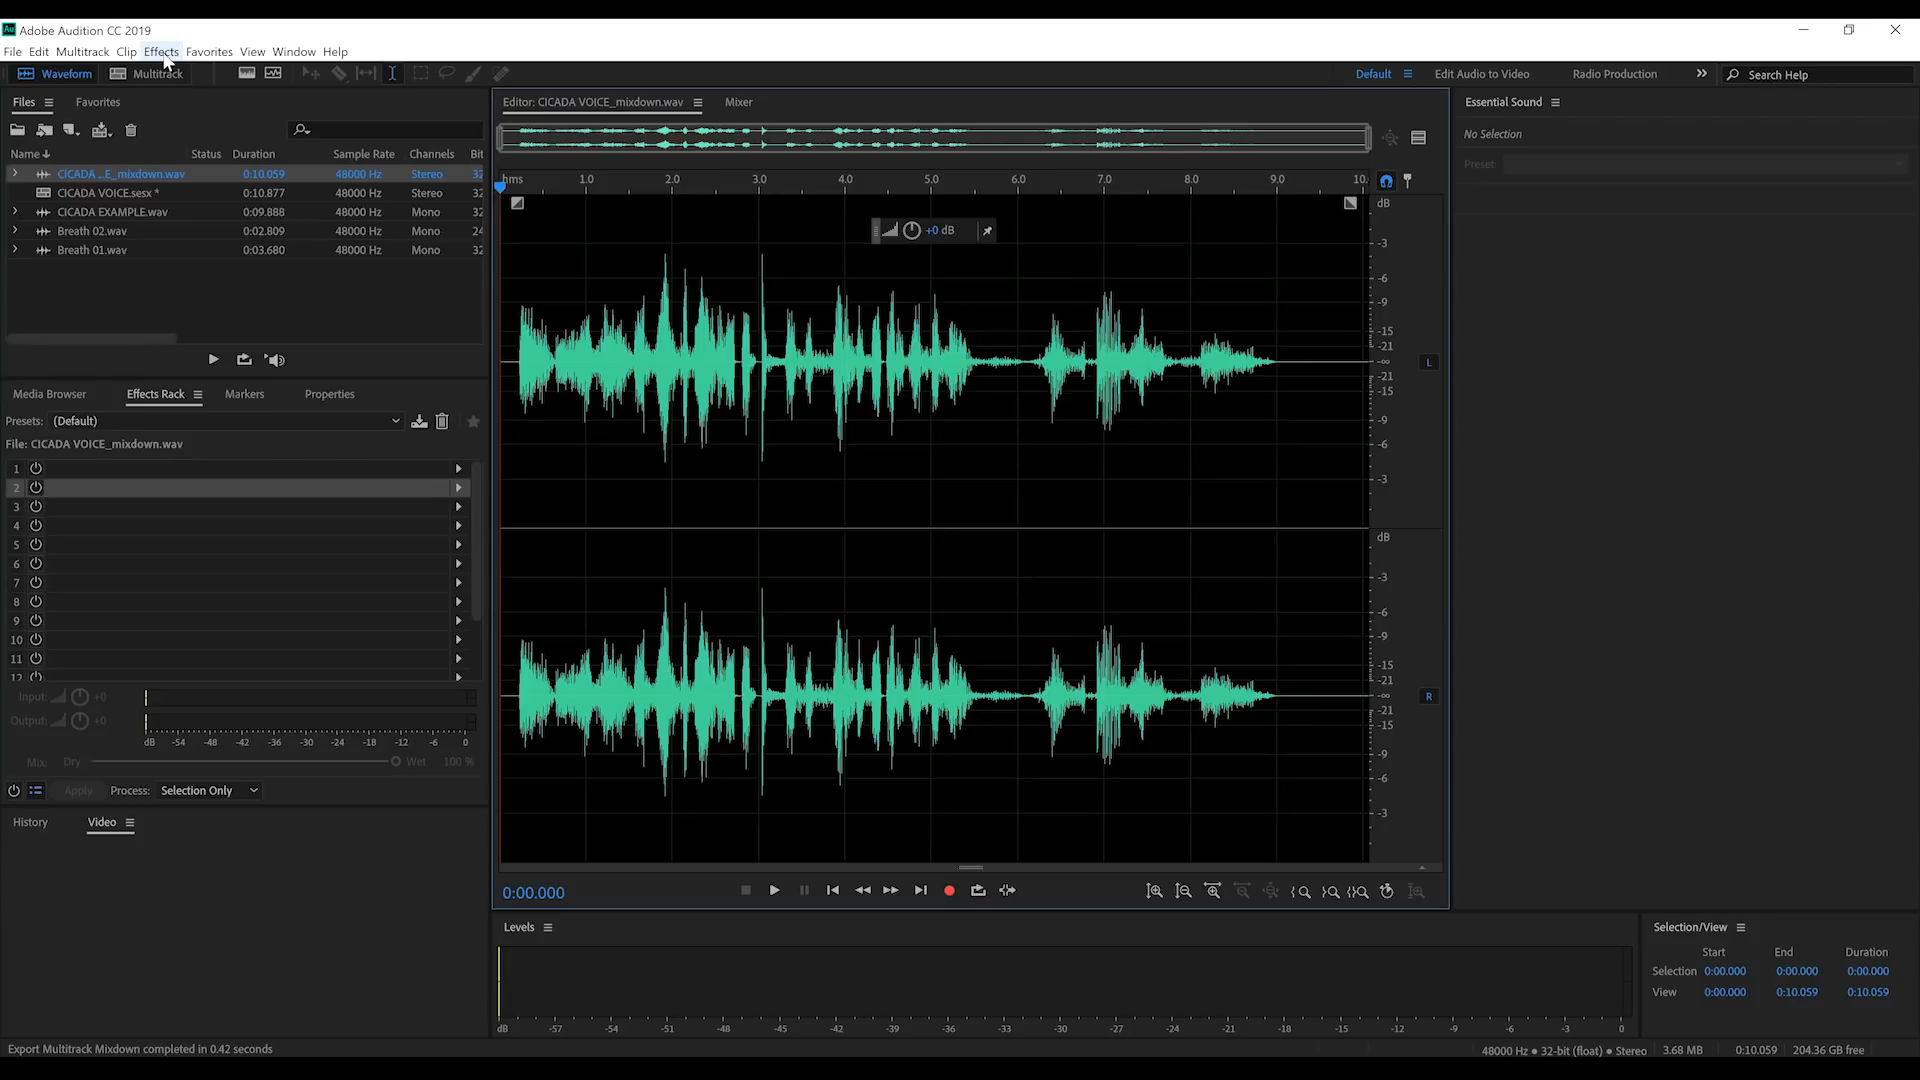 Au Adobe Audition CC 2019
File Edit Multitrack Clip Effects Favorites View Window Help
Waveform Multitrack Default Edit Audio to Video Radio Production Search Help
Files Favorites
Name Status Duration Sample Rate Channels Bit
CICADA ...E_mixdown.wav 0:10.059 48000 Hz Stereo 32
CICADA VOICE.sesx * 0:10.877 48000 Hz Stereo 32
CICADA EXAMPLE.wav 0:09.888 48000 Hz Mono 32
Breath 02.wav 0:02.809 48000 Hz Mono 24
Breath 01.wav 0:03.680 48000 Hz Mono 32
Media Browser Effects Rack Markers Properties
Presets: (Default)
File: CICADA VOICE_mixdown.wav
1
2
3
4
5
6
7
8
9
10
11
12
Input: +0
Output: +0
dB -54 -48 -42 -36 -30 -24 -18 -12 -6 0
Mix: Dry Wet 100 %
Apply Process: Selection Only
History Video
Editor: CICADA VOICE_mixdown.wav Mixer
hms 1.0 2.0 3.0 4.0 5.0 6.0 7.0 8.0 9.0 10.
+0 dB
dB
-3
-6
-9
-15
-21
-∞
-21
-15
-9
-6
-3
L
dB
-3
-6
-9
-15
-21
-∞
-21
-15
-9
-6
-3
R
0:00.000
Levels
dB -57 -54 -51 -48 -45 -42 -39 -36 -33 -30 -27 -24 -21 -18 -15 -12 -9 -6 -3 0
Essential Sound
No Selection
Preset:
Selection/View
Start End Duration
Selection 0:00.000 0:00.000 0:00.000
View 0:00.000 0:10.059 0:10.059
Export Multitrack Mixdown completed in 0.42 seconds
48000 Hz ● 32-bit (float) ● Stereo 3.68 MB 0:10.059 204.36 GB free